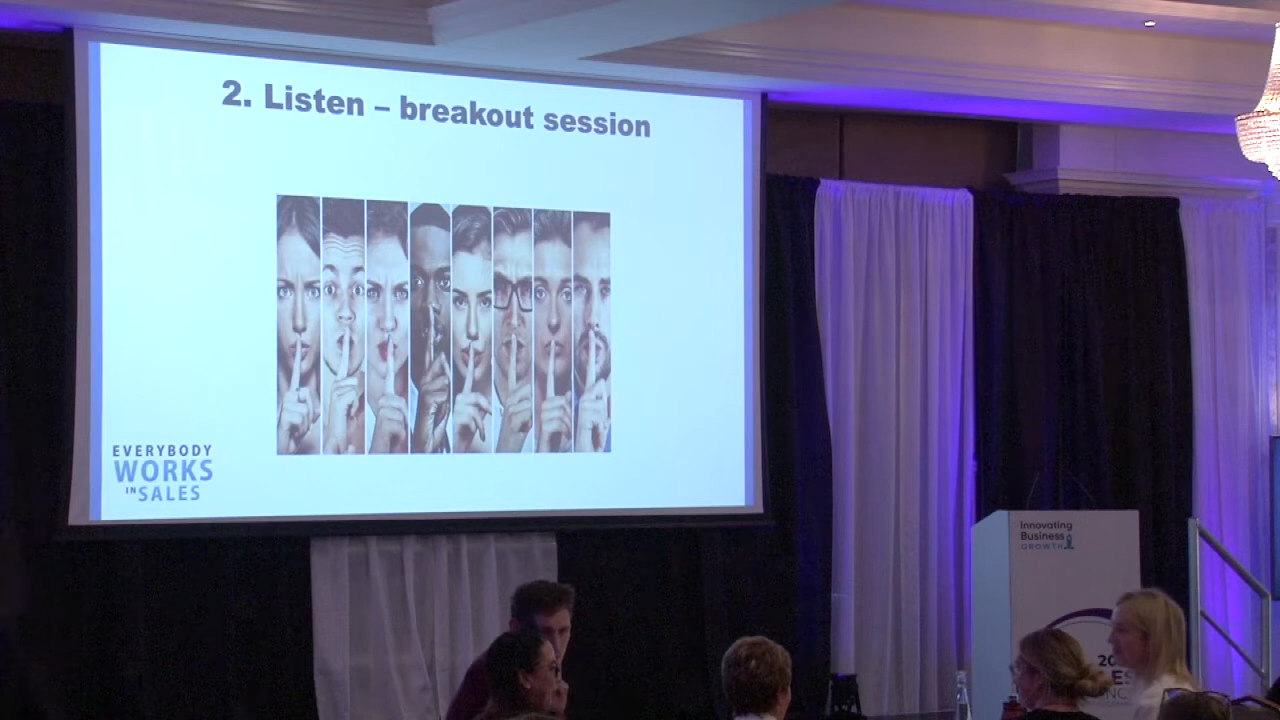 2. Listen – breakout session
EVERYBODY
WORKS
IN SALES
Innovating
Business
GROWTH